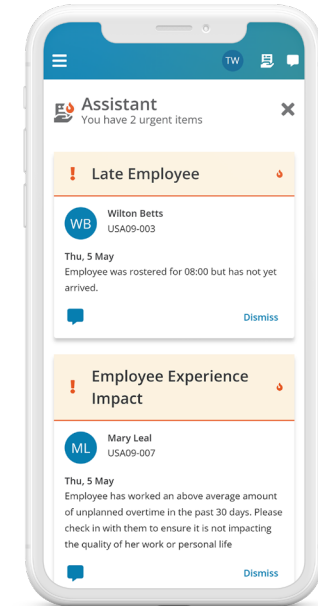 TW
Assistant
You have 2 urgent items
Late Employee
WB
Wilton Betts
USA09-003
Thu, 5 May
Employee was rostered for 08:00 but has not yet
arrived.
Dismiss
Employee Experience
Impact
ML
Mary Leal
USA09-007
Thu, 5 May
Employee has worked an above average amount
of unplanned overtime in the past 30 days. Please
check in with them to ensure it is not impacting
the quality of her work or personal life
Dismiss